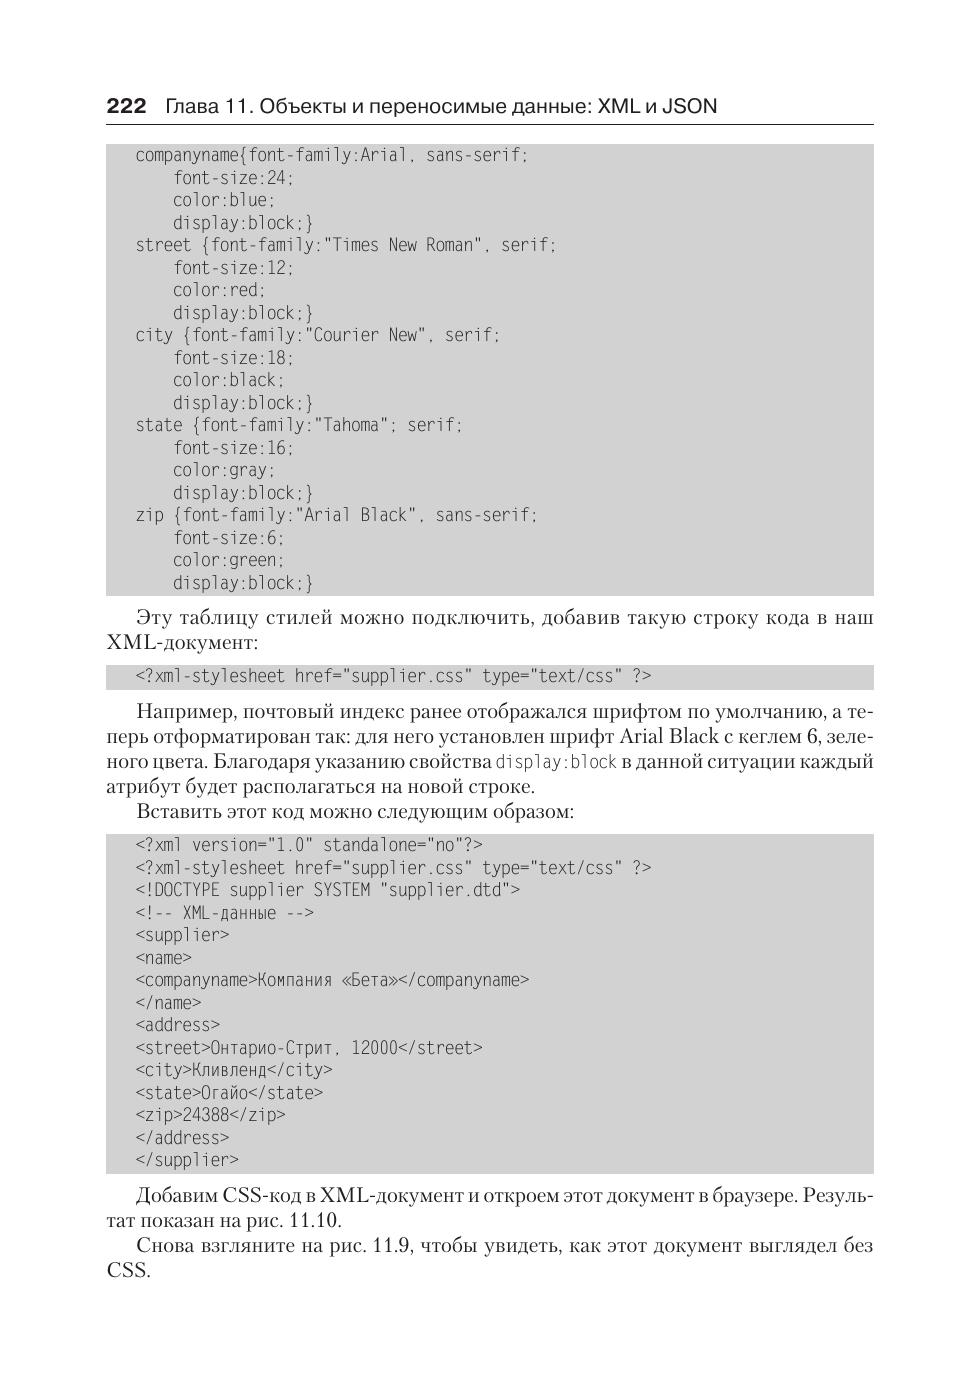 222 Глава 11. Объекты и переносимые данные: XML и JSON
companyname{font-family:Arial, sans-serif;
font-size:24;
color:blue;
display:block;}
street {font-family:"Times New Roman", serif;
font-size:12;
color:red;
display:block;}
city {font-family:"Courier New", serif;
font-size:18;
color:black;
display:block;}
state {font-family:"Tahoma"; serif;
font-size:16;
color:gray;
display:block;}
zip {font-family:"Arial Black", sans-serif;
font-size:6;
color:green;
display:block;}
Эту таблицу стилей можно подключить, добавив такую строку кода в наш
XML-документ:
<?xml-stylesheet href="supplier.css" type="text/css" ?>
Например, почтовый индекс ранее отображался шрифтом по умолчанию, а те-
перь отформатирован так: для него установлен шрифт Arial Black с кеглем 6, зеле-
ного цвета. Благодаря указанию свойства display:block в данной ситуации каждый
атрибут будет располагаться на новой строке.
Вставить этот код можно следующим образом:
<?xml version="1.0" standalone="no"?>
<?xml-stylesheet href="supplier.css" type="text/css" ?>
<!DOCTYPE supplier SYSTEM "supplier.dtd">
<!-- XML-данные -->
<supplier>
<name>
<companyname>Компания «Бета»</companyname>
</name>
<address>
<street>Онтарио-Стрит, 12000</street>
<city>Кливленд</city>
<state>Огайо</state>
<zip>24388</zip>
</address>
</supplier>
Добавим CSS-код в XML-документ и откроем этот документ в браузере. Резуль-
тат показан на рис. 11.10.
Снова взгляните на рис. 11.9, чтобы увидеть, как этот документ выглядел без
CSS.